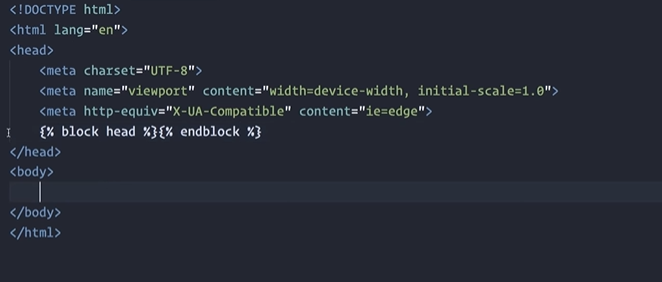 <!DOCTYPE html>
<html lang="en">
<head>
    <meta charset="UTF-8">
    <meta name="viewport" content="width=device-width, initial-scale=1.0">
    <meta http-equiv="X-UA-Compatible" content="ie=edge">
    {% block head %}{% endblock %}
</head>
<body>
</body>
</html>